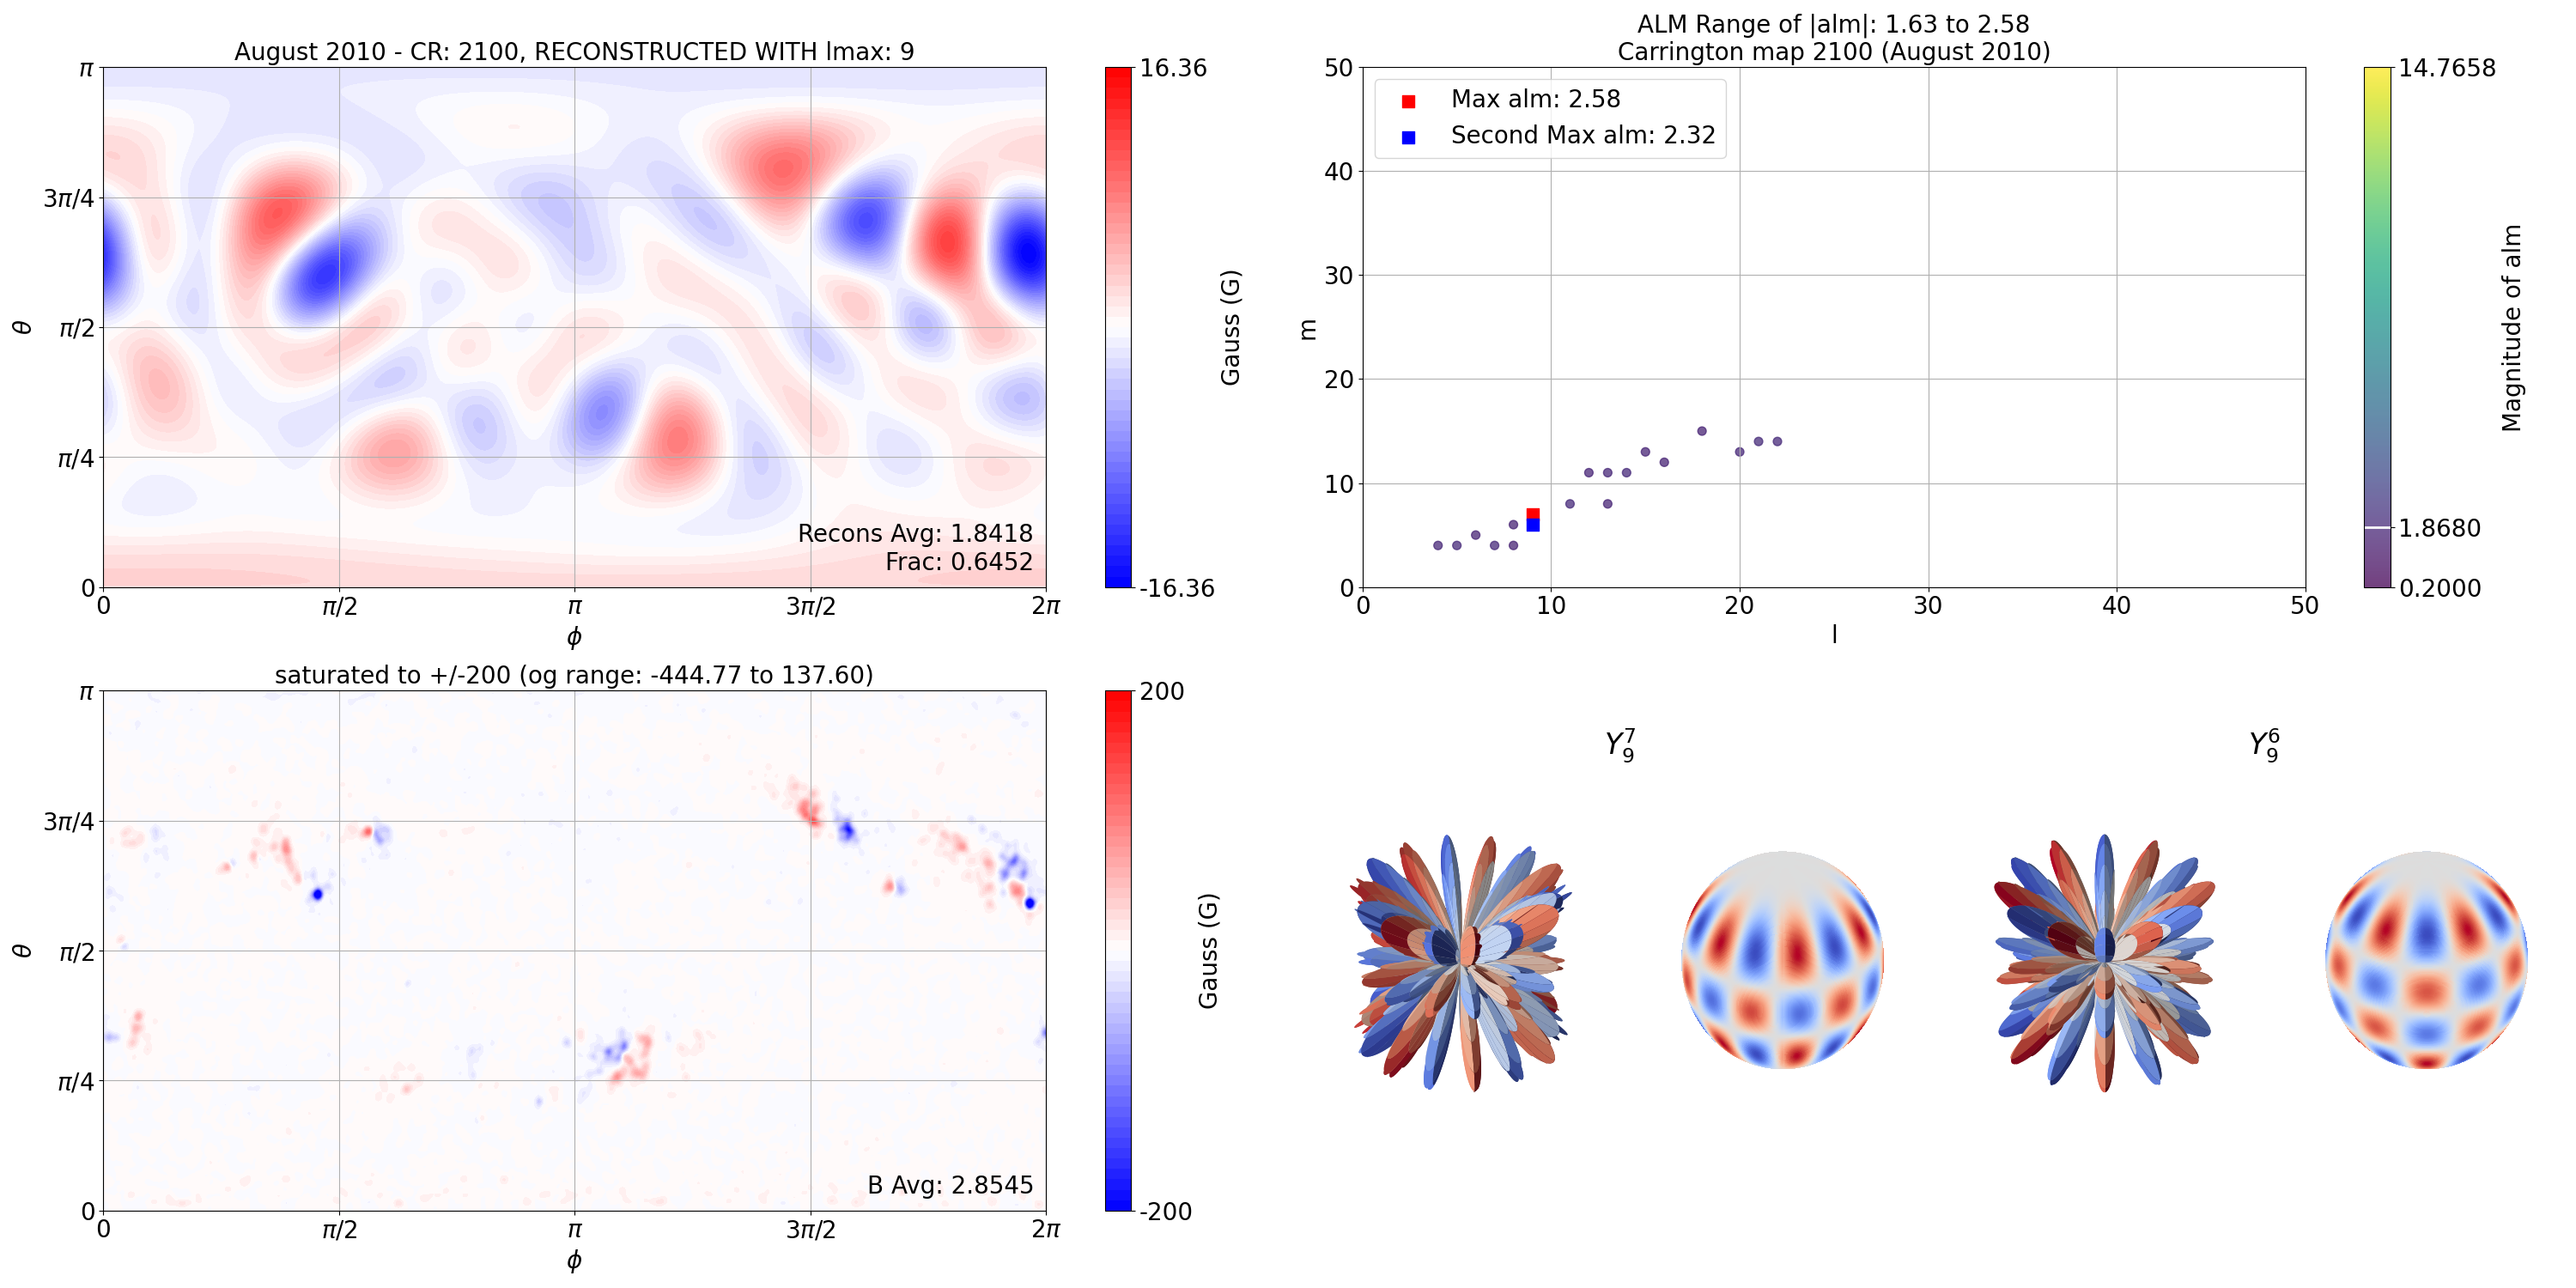 August 2010 - CR: 2100, RECONSTRUCTED WITH lmax: 9
π
3π/4
π/2
π/4
0
θ
0
π/2
π
3π/2
2π
ϕ
Recons Avg: 1.8418
Frac: 0.6452
16.36
-16.36
Gauss (G)
ALM Range of |alm|: 1.63 to 2.58
Carrington map 2100 (August 2010)
Max alm: 2.58
Second Max alm: 2.32
50
40
30
20
10
0
m
0
10
20
30
40
50
l
14.7658
1.8680
0.2000
Magnitude of alm
saturated to +/-200 (og range: -444.77 to 137.60)
π
3π/4
π/2
π/4
0
θ
0
π/2
π
3π/2
2π
ϕ
B Avg: 2.8545
200
-200
Gauss (G)
Y₉⁷
Y₉⁶